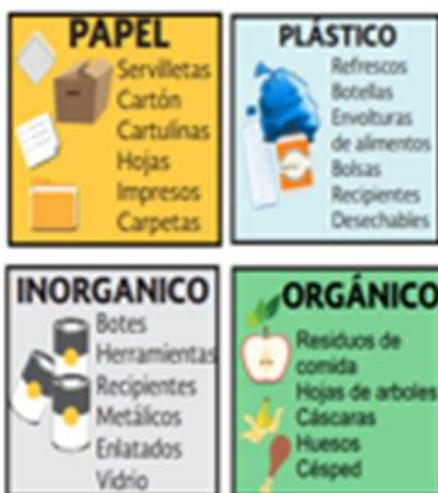 PAPEL
Servilletas
Cartón
Cartulinas
Hojas
Impresos
Carpetas
PLÁSTICO
Refrescos
Botellas
Envolturas
de alimentos
Bolsas
Recipientes
Desechables
INORGANICO
Botes
Herramientas
Recipientes
Metálicos
Enlatados
Vidrio
ORGÁNICO
Residuos de
comida
Hojas de arboles
Cáscaras
Huesos
Césped